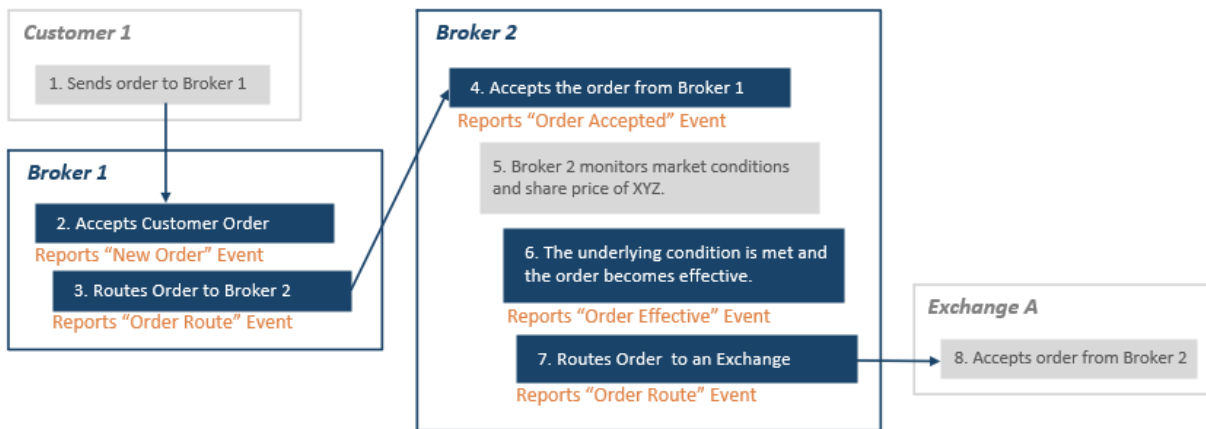 Customer 1
1. Sends order to Broker 1
Broker 1
2. Accepts Customer Order
Reports “New Order” Event
3. Routes Order to Broker 2
Reports “Order Route” Event
Broker 2
4. Accepts the order from Broker 1
Reports “Order Accepted” Event
5. Broker 2 monitors market conditions
and share price of XYZ.
6. The underlying condition is met and
the order becomes effective.
Reports “Order Effective” Event
7. Routes Order to an Exchange
Reports “Order Route” Event
Exchange A
8. Accepts order from Broker 2